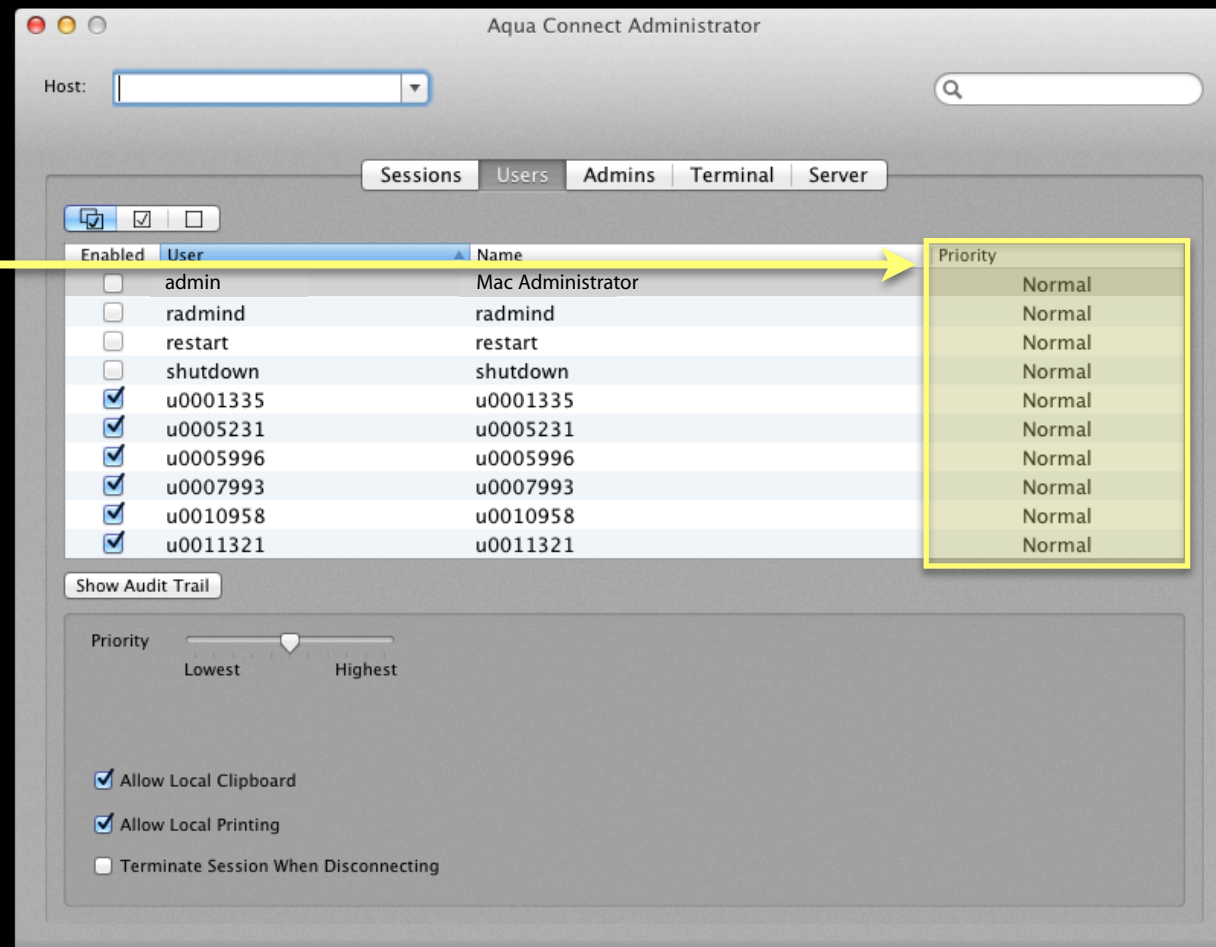 Aqua Connect Administrator
Host:
Sessions Users Admins Terminal Server
Enabled User Name Priority
admin Mac Administrator Normal
radmind radmind Normal
restart restart Normal
shutdown shutdown Normal
u0001335 u0001335 Normal
u0005231 u0005231 Normal
u0005996 u0005996 Normal
u0007993 u0007993 Normal
u0010958 u0010958 Normal
u0011321 u0011321 Normal
Show Audit Trail
Priority
Lowest Highest
Allow Local Clipboard
Allow Local Printing
Terminate Session When Disconnecting